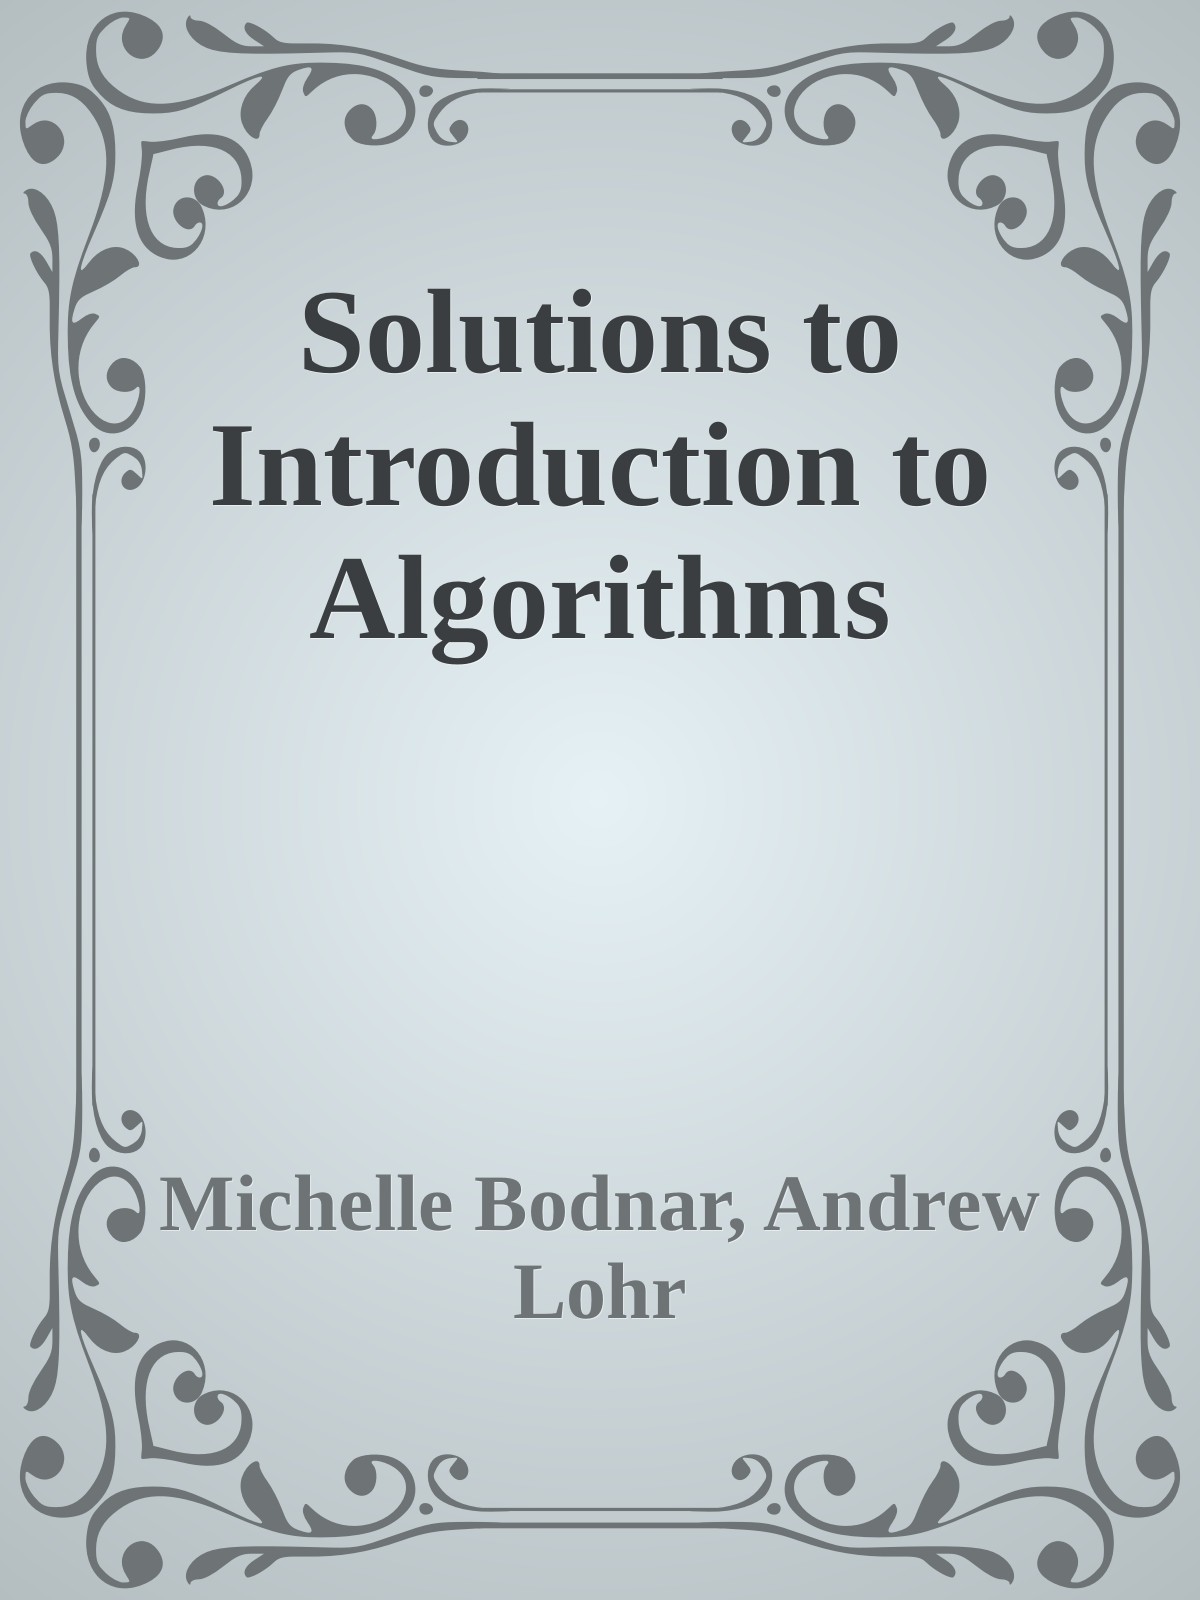 Solutions to
Introduction to
Algorithms
Michelle Bodnar, Andrew
Lohr